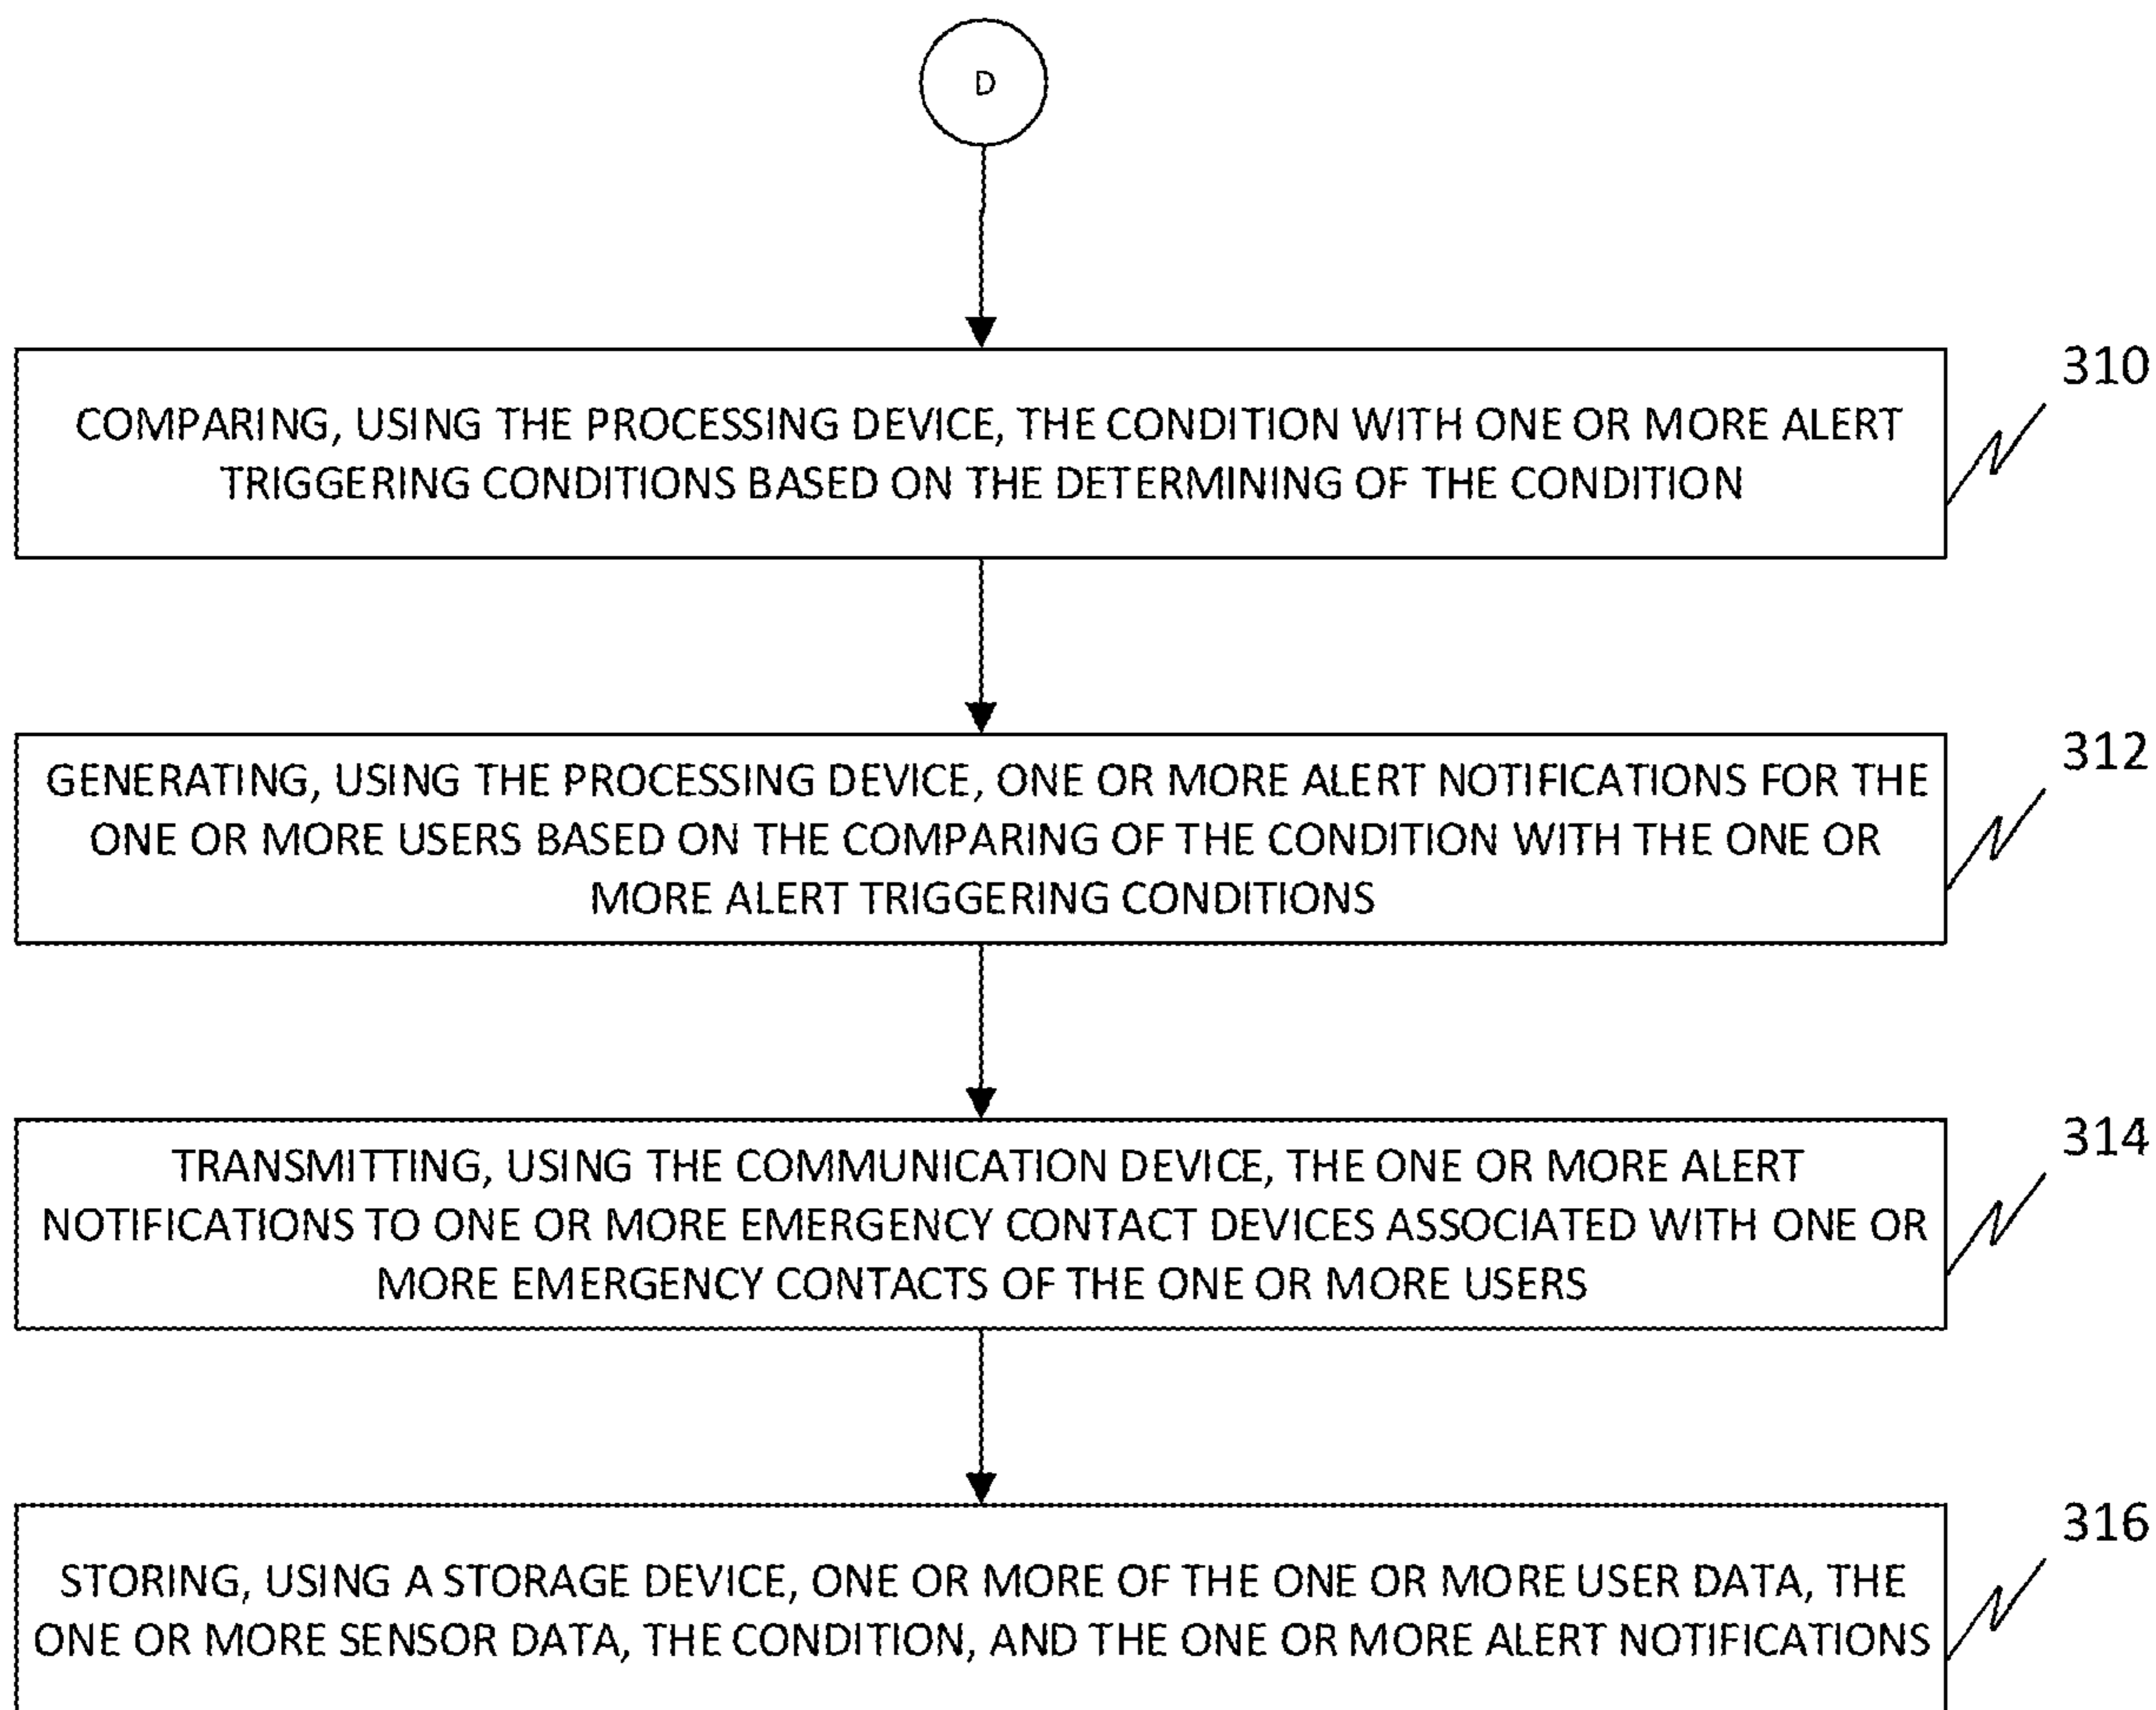 D
310
COMPARING, USING THE PROCESSING DEVICE, THE CONDITION WITH ONE OR MORE ALERT
TRIGGERING CONDITIONS BASED ON THE DETERMINING OF THE CONDITION
312
GENERATING, USING THE PROCESSING DEVICE, ONE OR MORE ALERT NOTIFICATIONS FOR THE
ONE OR MORE USERS BASED ON THE COMPARING OF THE CONDITION WITH THE ONE OR
MORE ALERT TRIGGERING CONDITIONS
314
TRANSMITTING, USING THE COMMUNICATION DEVICE, THE ONE OR MORE ALERT
NOTIFICATIONS TO ONE OR MORE EMERGENCY CONTACT DEVICES ASSOCIATED WITH ONE OR
MORE EMERGENCY CONTACTS OF THE ONE OR MORE USERS
316
STORING, USING A STORAGE DEVICE, ONE OR MORE OF THE ONE OR MORE USER DATA, THE
ONE OR MORE SENSOR DATA, THE CONDITION, AND THE ONE OR MORE ALERT NOTIFICATIONS